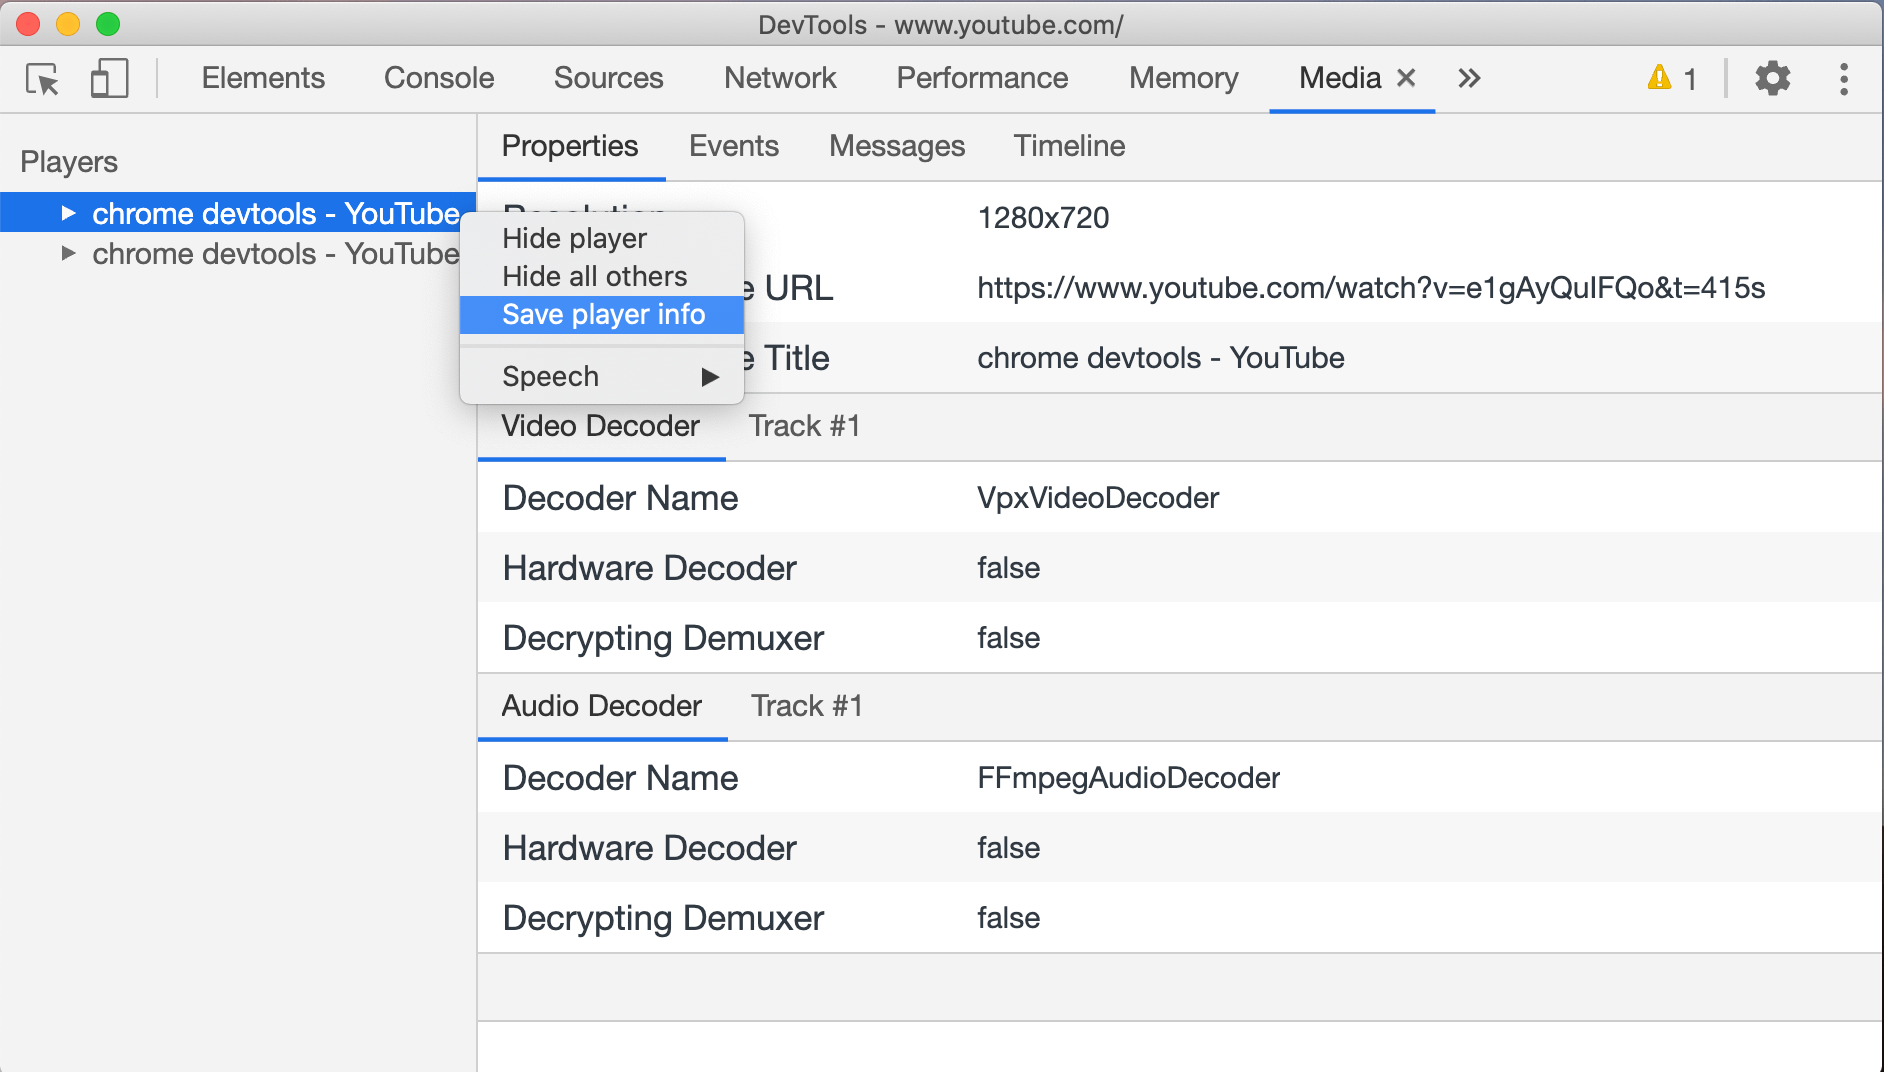 DevTools - www.youtube.com/
Elements Console Sources Network Performance Memory Media 1
Players
chrome devtools - YouTube
chrome devtools - YouTube
Properties Events Messages Timeline
Hide player
Hide all others
Save player info
Speech
1280x720
URL https://www.youtube.com/watch?v=e1gAyQuIFQo&t=415s
Title chrome devtools - YouTube
Video Decoder Track #1
Decoder Name VpxVideoDecoder
Hardware Decoder false
Decrypting Demuxer false
Audio Decoder Track #1
Decoder Name FFmpegAudioDecoder
Hardware Decoder false
Decrypting Demuxer false